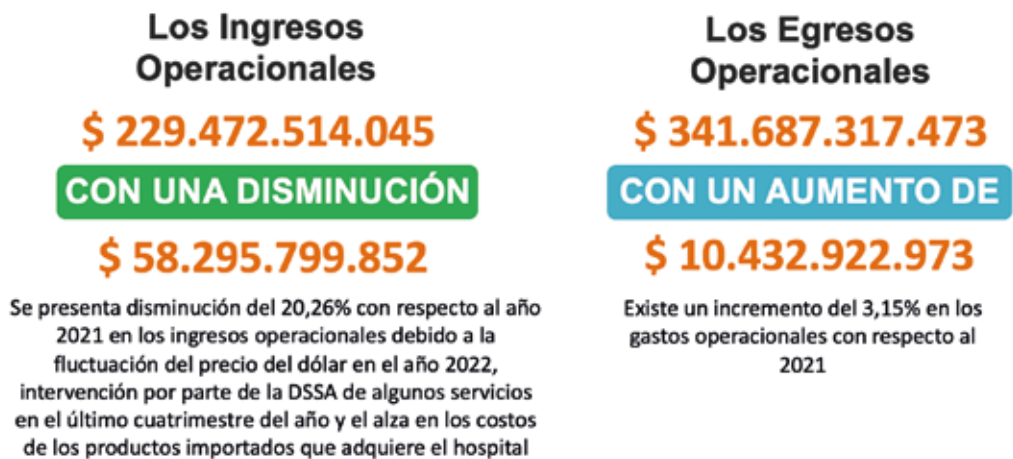 Los Ingresos
Operacionales
$ 229.472.514.045
CON UNA DISMINUCIÓN
$ 58.295.799.852
Se presenta disminución del 20,26% con respecto al año
2021 en los ingresos operacionales debido a la
fluctuación del precio del dólar en el año 2022,
intervención por parte de la DSSA de algunos servicios
en el último cuatrimestre del año y el alza en los costos
de los productos importados que adquiere el hospital
Los Egresos
Operacionales
$ 341.687.317.473
CON UN AUMENTO DE
$ 10.432.922.973
Existe un incremento del 3,15% en los
gastos operacionales con respecto al
2021